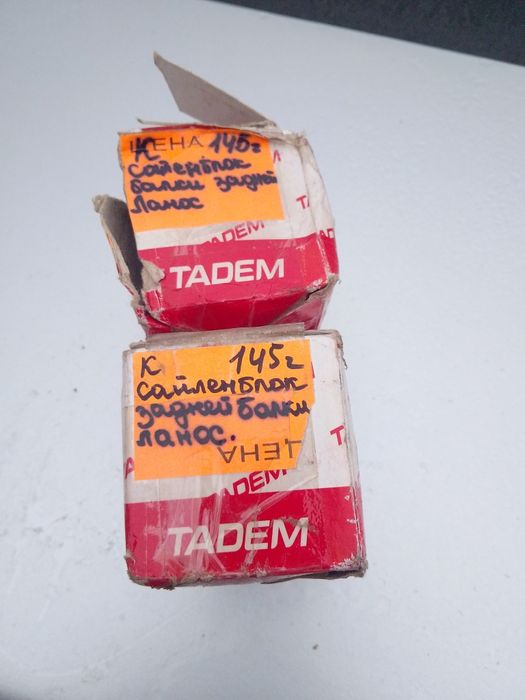 ЦЕНА
К 145г
сайленблок
балки задней
Ланос
TADEM
TADEM
К 145г
сайленблок
задней балки
ланос.
ЦЕНА
TADEM
TADEM